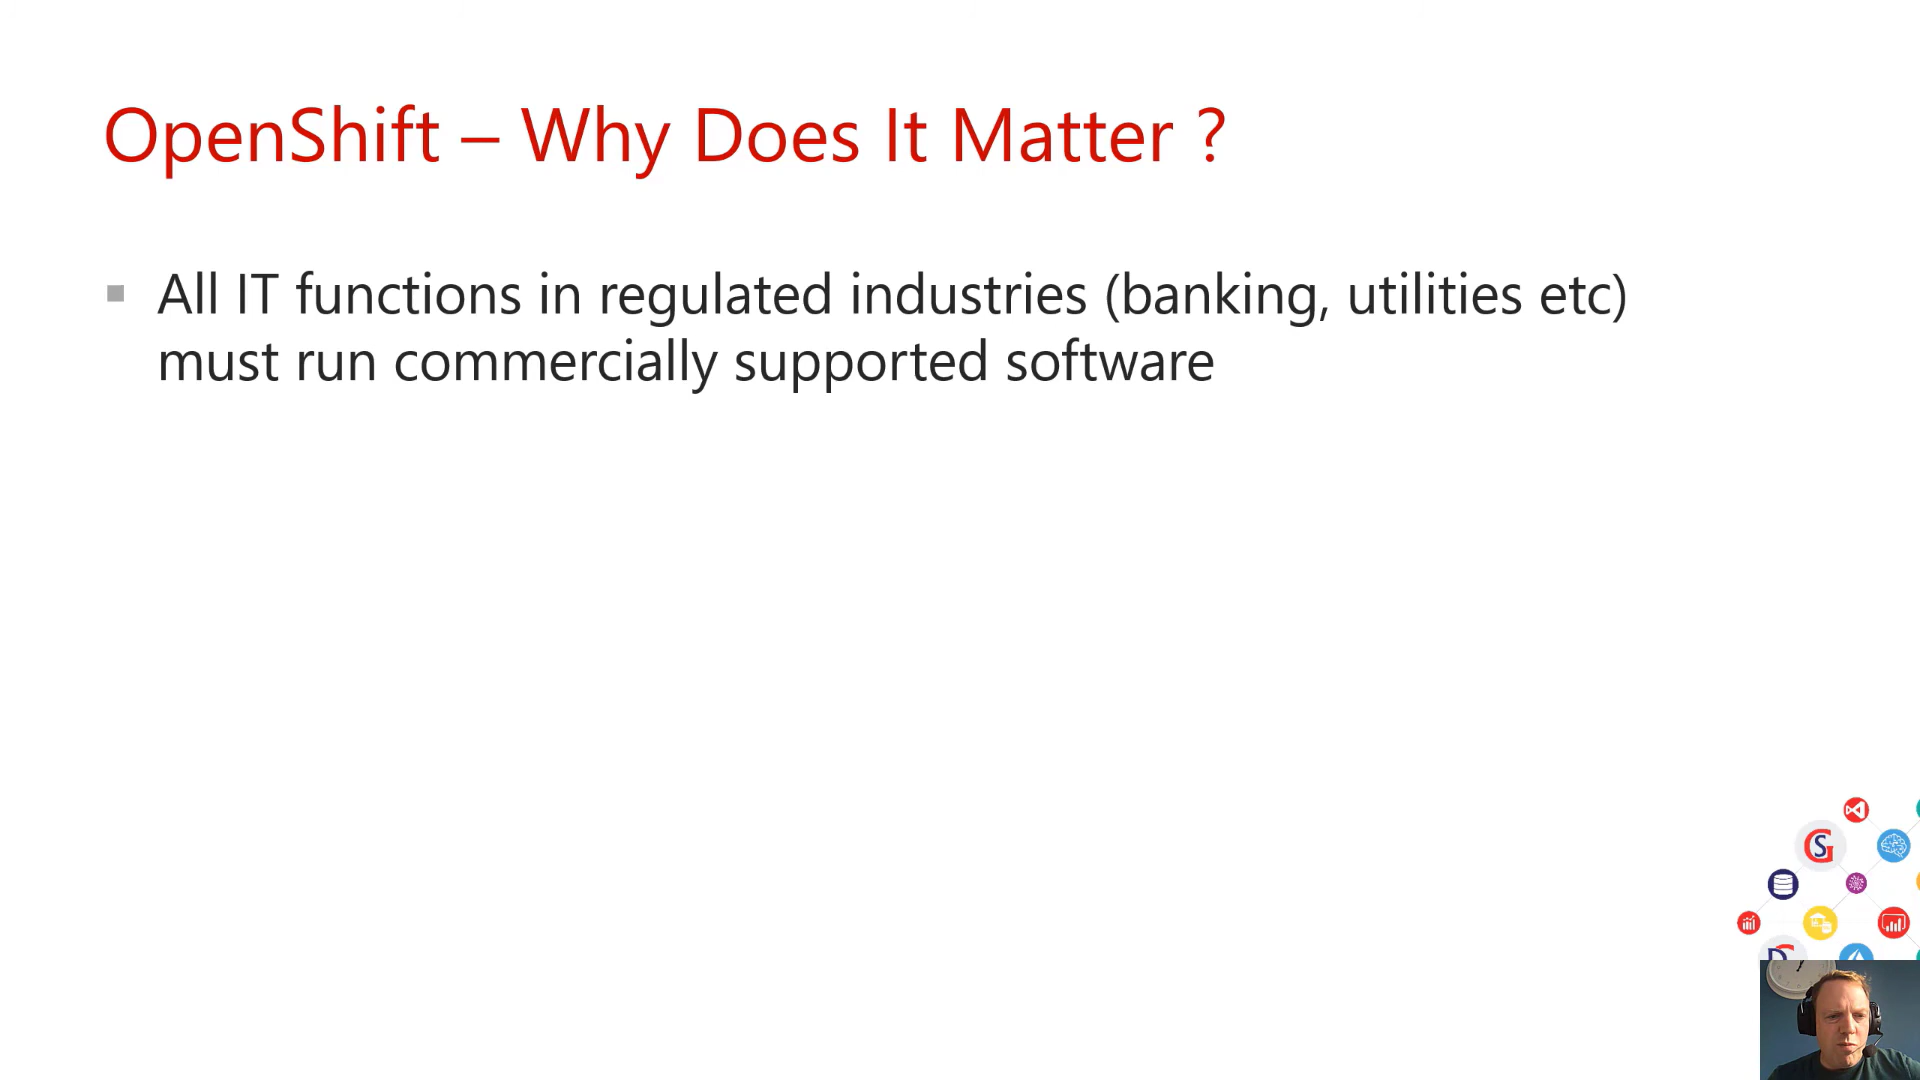 OpenShift – Why Does It Matter ?
All IT functions in regulated industries (banking, utilities etc)
must run commercially supported software